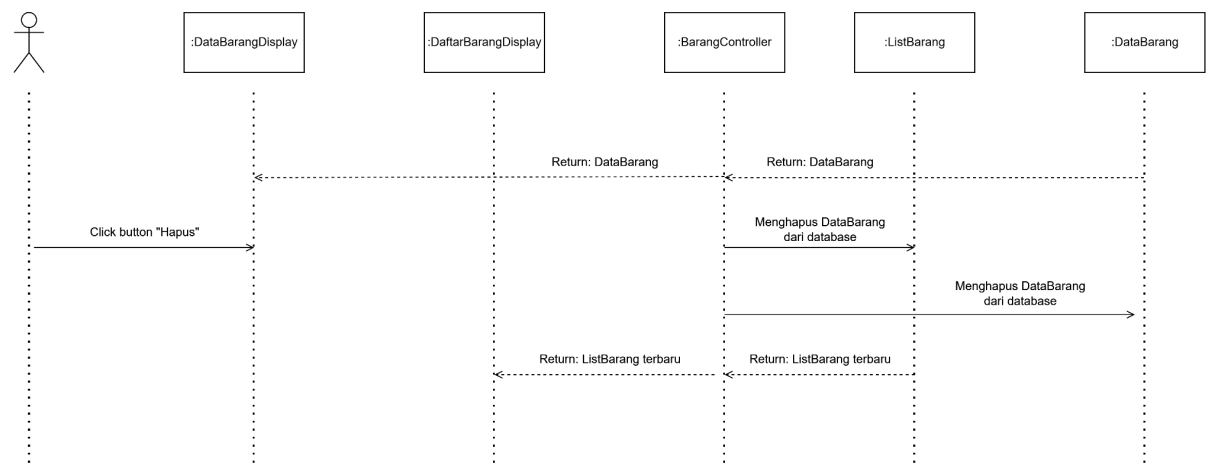 :DataBarangDisplay
:DaftarBarangDisplay
:BarangController
:ListBarang
:DataBarang
Return: DataBarang
Return: DataBarang
Click button "Hapus"
Menghapus DataBarang
dari database
Menghapus DataBarang
dari database
Return: ListBarang terbaru
Return: ListBarang terbaru